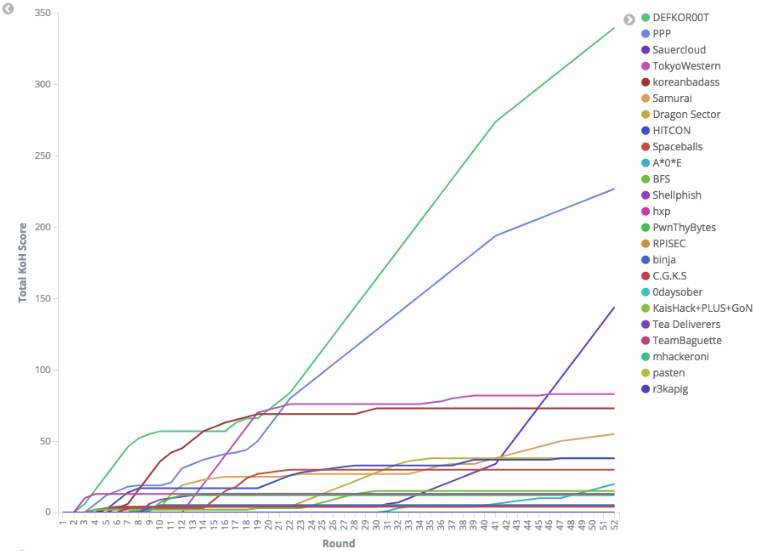 350
300
250
200
150
100
50
0
Total KoH Score
1 2 3 4 5 6 7 8 9 10 11 12 13 14 15 16 17 18 19 20 21 22 23 24 25 26 27 28 29 30 31 32 33 34 35 36 37 38 39 40 41 42 43 44 45 46 47 48 49 50 51 52
Round
DEFKOR00T
PPP
Sauercloud
TokyoWestern
koreanbadass
Samurai
Dragon Sector
HITCON
Spaceballs
A*0*E
BFS
Shellphish
hxp
PwnThyBytes
RPISEC
binja
C.G.K.S
0daysober
KaisHack+PLUS+GoN
Tea Deliverers
TeamBaguette
mhackeroni
pasten
r3kapig